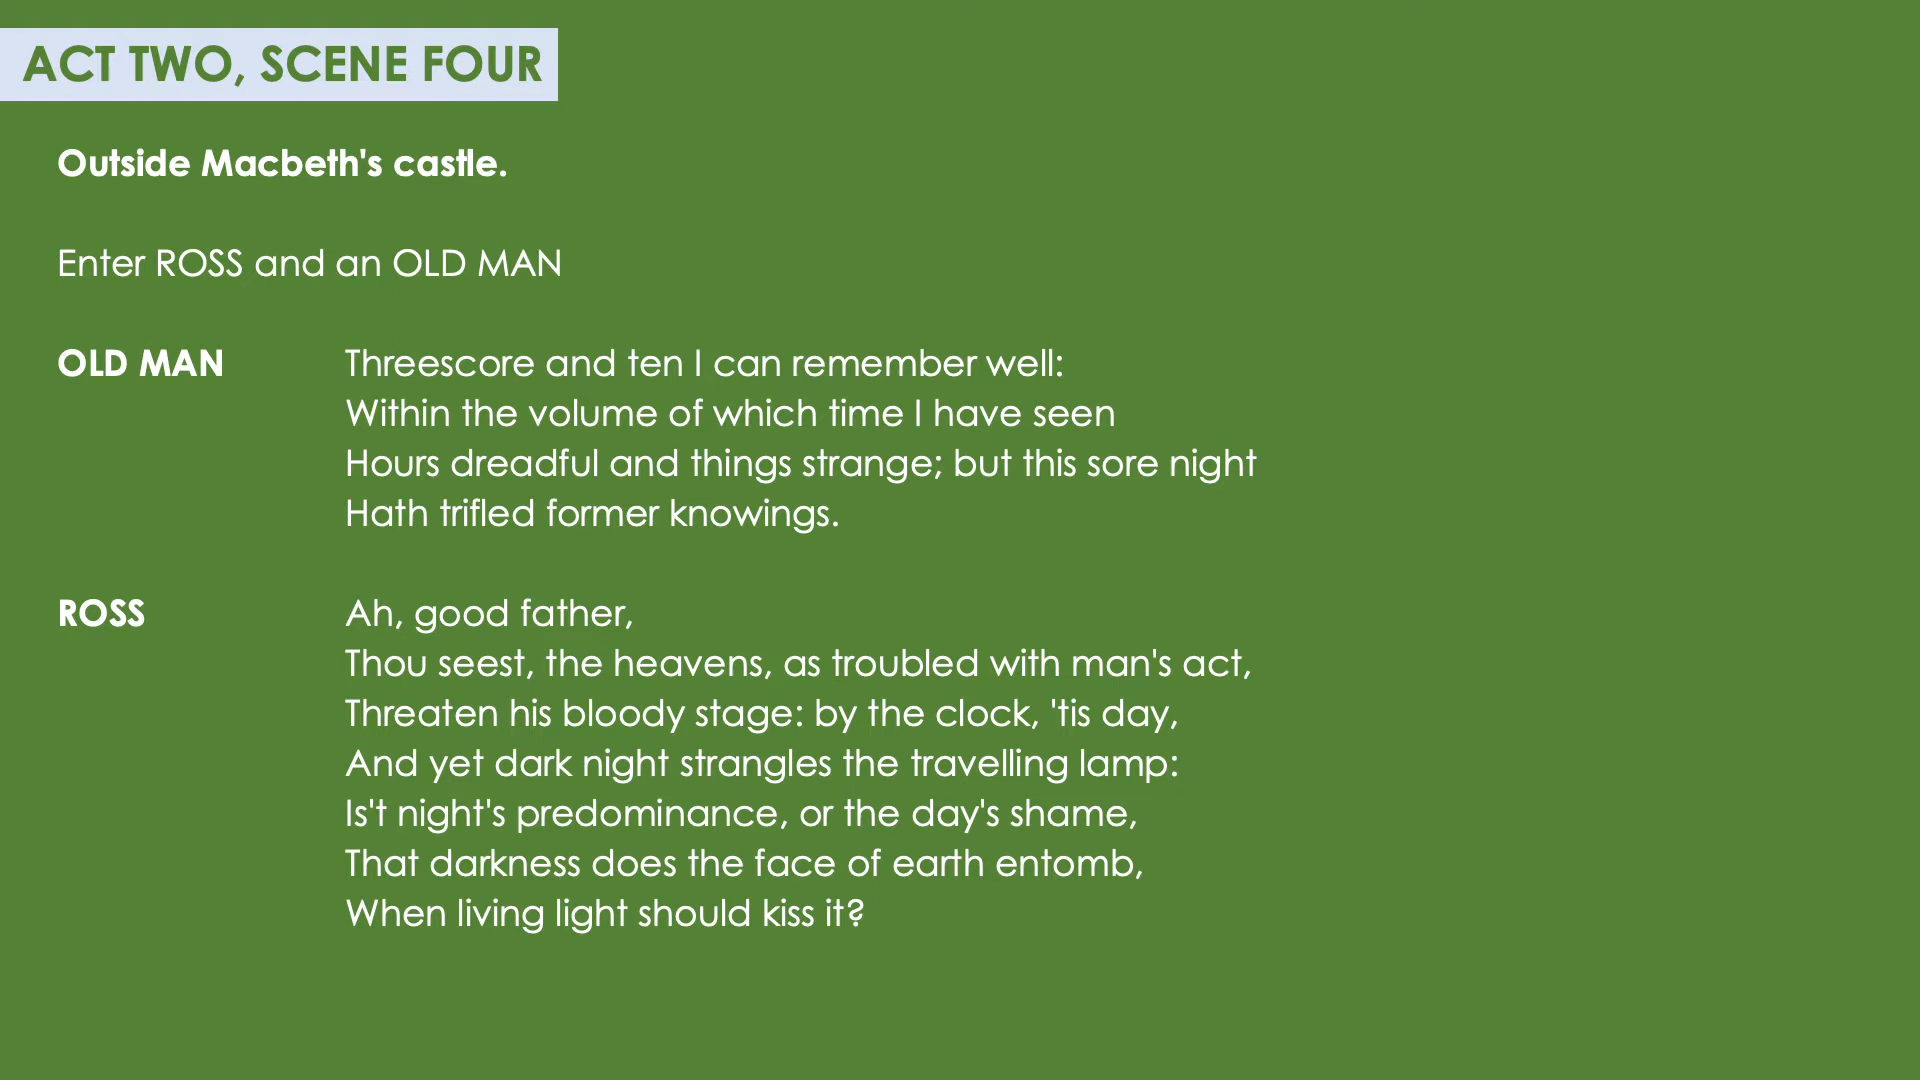 ACT TWO, SCENE FOUR
Outside Macbeth's castle.
Enter ROSS and an OLD MAN
OLD MAN Threescore and ten I can remember well:
Within the volume of which time I have seen
Hours dreadful and things strange; but this sore night
Hath trifled former knowings.
ROSS Ah, good father,
Thou seest, the heavens, as troubled with man's act,
Threaten his bloody stage: by the clock, 'tis day,
And yet dark night strangles the travelling lamp:
Is't night's predominance, or the day's shame,
That darkness does the face of earth entomb,
When living light should kiss it?